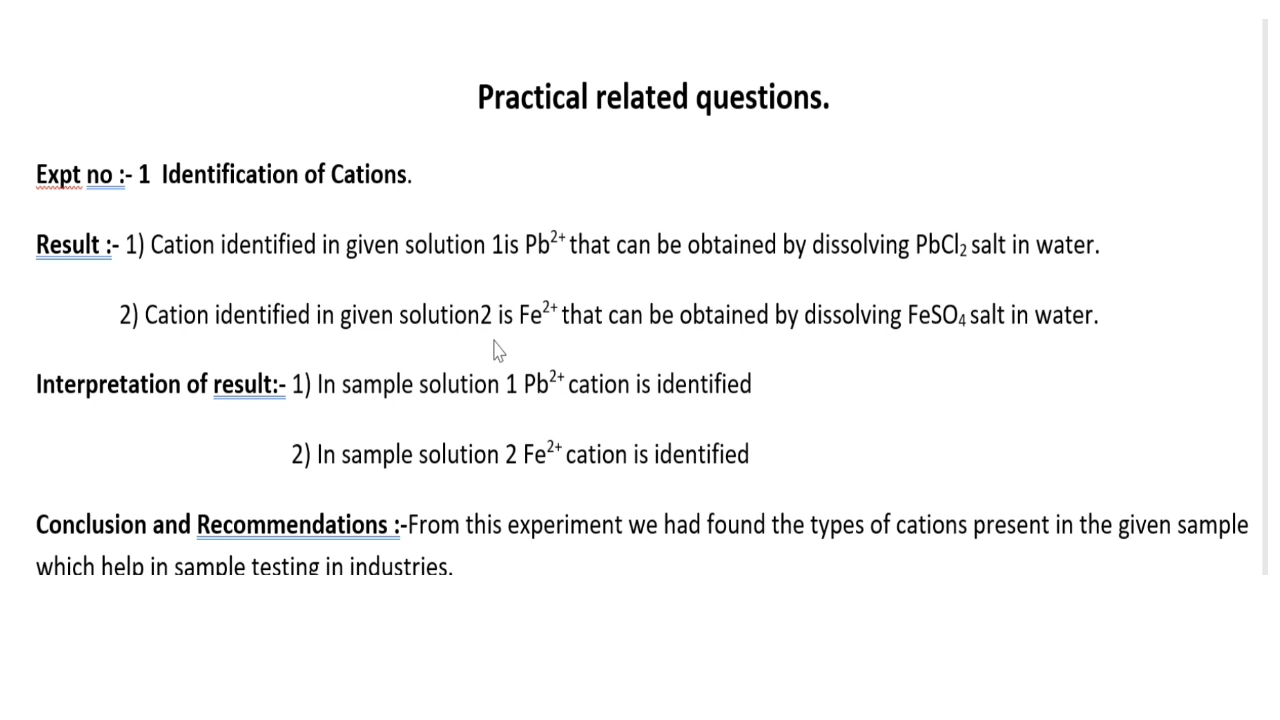 Practical related questions.
Expt no :- 1 Identification of Cations.
Result :- 1) Cation identified in given solution 1is Pb²⁺ that can be obtained by dissolving PbCl₂ salt in water.
2) Cation identified in given solution2 is Fe²⁺ that can be obtained by dissolving FeSO₄ salt in water.
Interpretation of result:- 1) In sample solution 1 Pb²⁺ cation is identified
2) In sample solution 2 Fe²⁺ cation is identified
Conclusion and Recommendations :-From this experiment we had found the types of cations present in the given sample
which help in sample testing in industries.